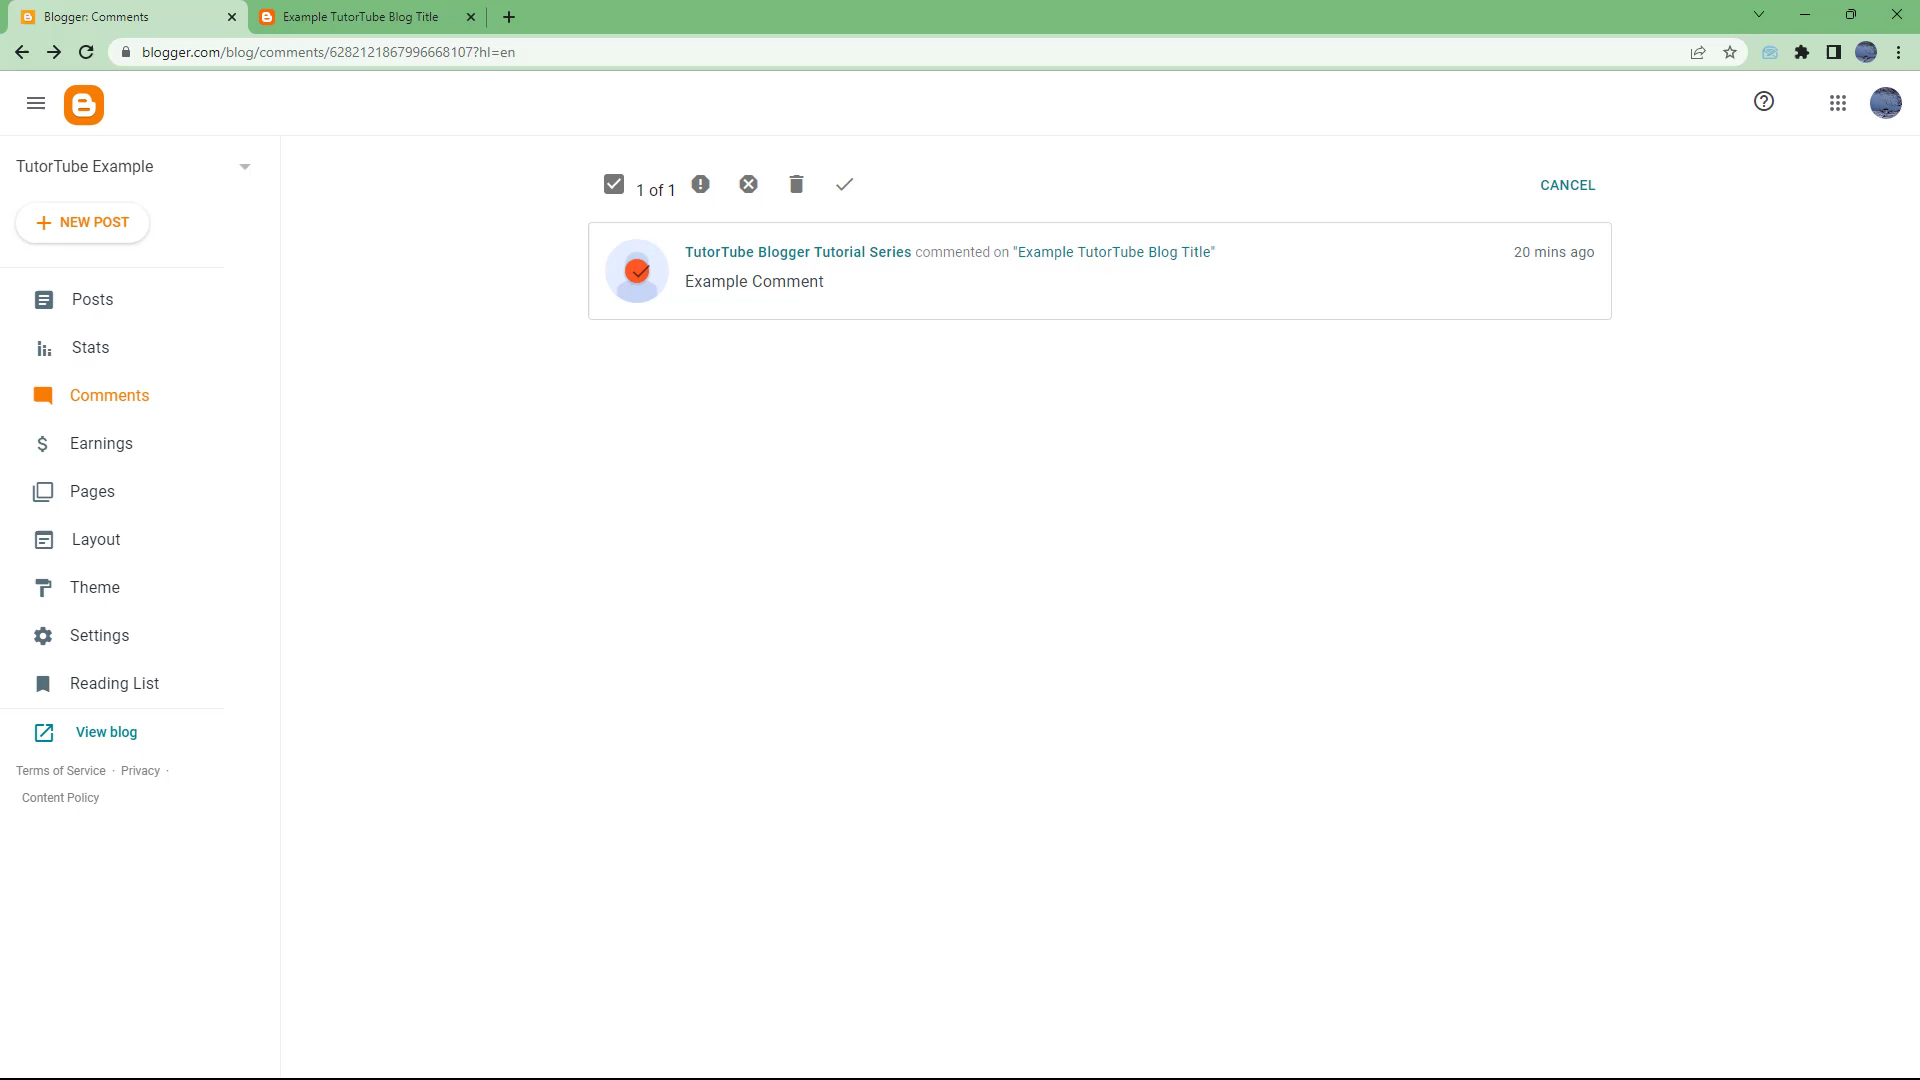 Blogger: Comments
Example TutorTube Blog Title
blogger.com/blog/comments/6282121867996668107?hl=en
TutorTube Example
NEW POST
Posts
Stats
Comments
Earnings
Pages
Layout
Theme
Settings
Reading List
View blog
Terms of Service · Privacy ·
Content Policy
1 of 1
CANCEL
TutorTube Blogger Tutorial Series commented on "Example TutorTube Blog Title"
20 mins ago
Example Comment